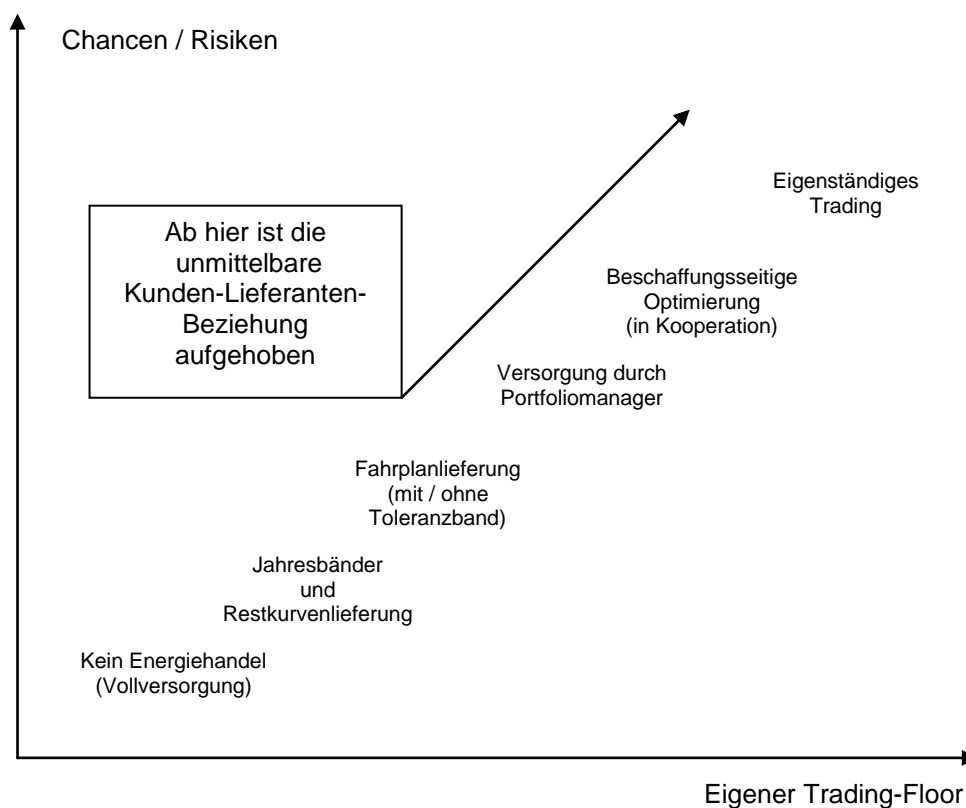 Chancen / Risiken
Eigenständiges
Trading
Ab hier ist die
unmittelbare
Kunden-Lieferanten-
Beziehung
aufgehoben
Beschaffungsseitige
Optimierung
(in Kooperation)
Versorgung durch
Portfoliomanager
Fahrplanlieferung
(mit / ohne
Toleranzband)
Jahresbänder
und
Restkurvenlieferung
Kein Energiehandel
(Vollversorgung)
Eigener Trading-Floor